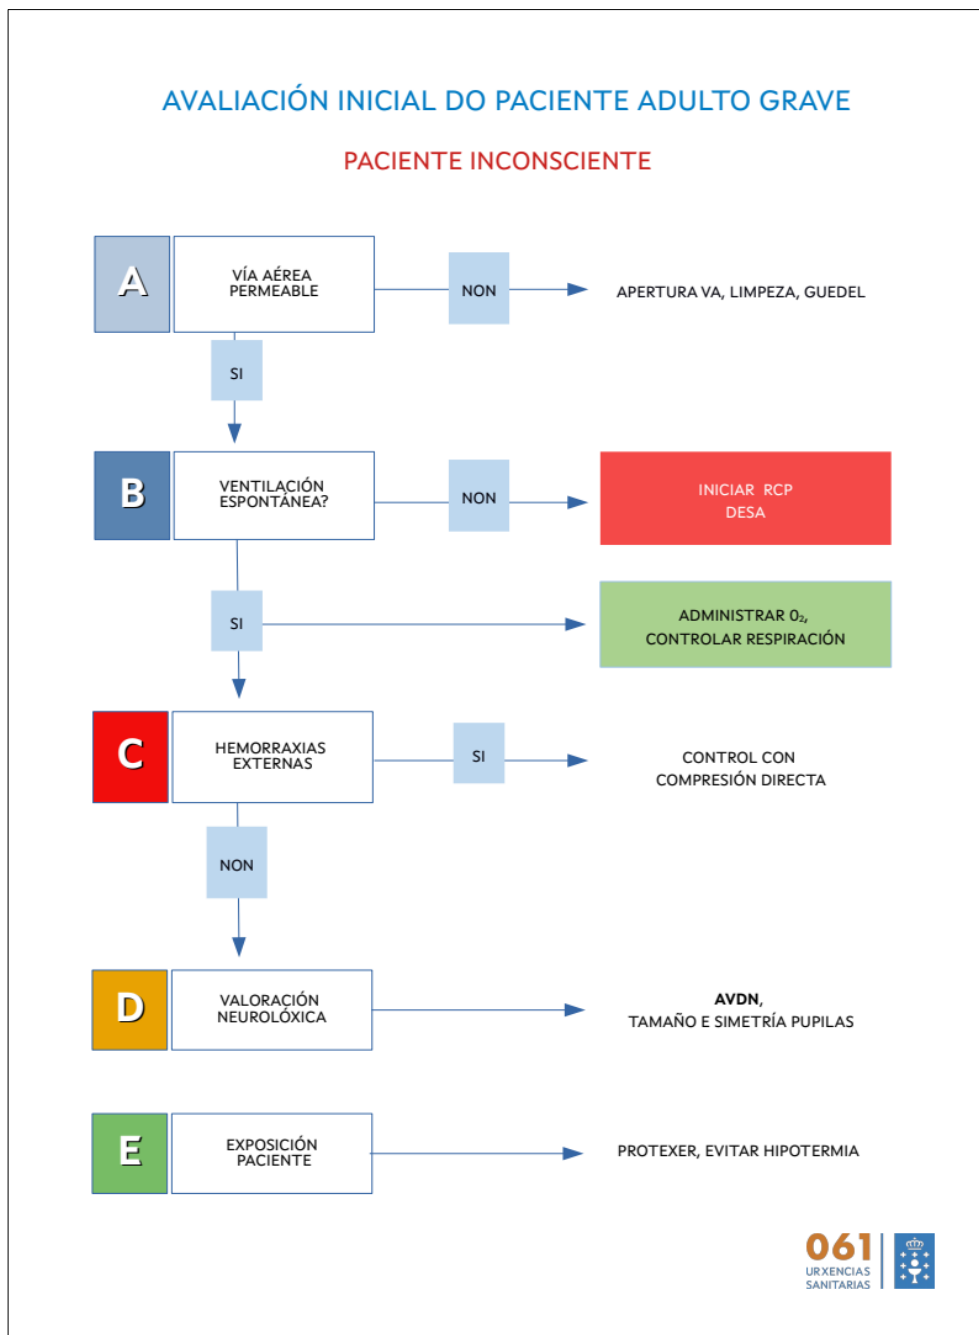 AVALIACIÓN INICIAL DO PACIENTE ADULTO GRAVE
PACIENTE INCONSCIENTE
A
VÍA AÉREA
PERMEABLE
NON
APERTURA VA, LIMPEZA, GUEDEL
SI
B
VENTILACIÓN
ESPONTÁNEA?
NON
INICIAR RCP
DESA
SI
ADMINISTRAR 0₂,
CONTROLAR RESPIRACIÓN
C
HEMORRAXIAS
EXTERNAS
SI
CONTROL CON
COMPRESIÓN DIRECTA
NON
D
VALORACIÓN
NEUROLÓXICA
AVDN,
TAMAÑO E SIMETRÍA PUPILAS
E
EXPOSICIÓN
PACIENTE
PROTEXER, EVITAR HIPOTERMIA
061
URXENCIAS
SANITARIAS